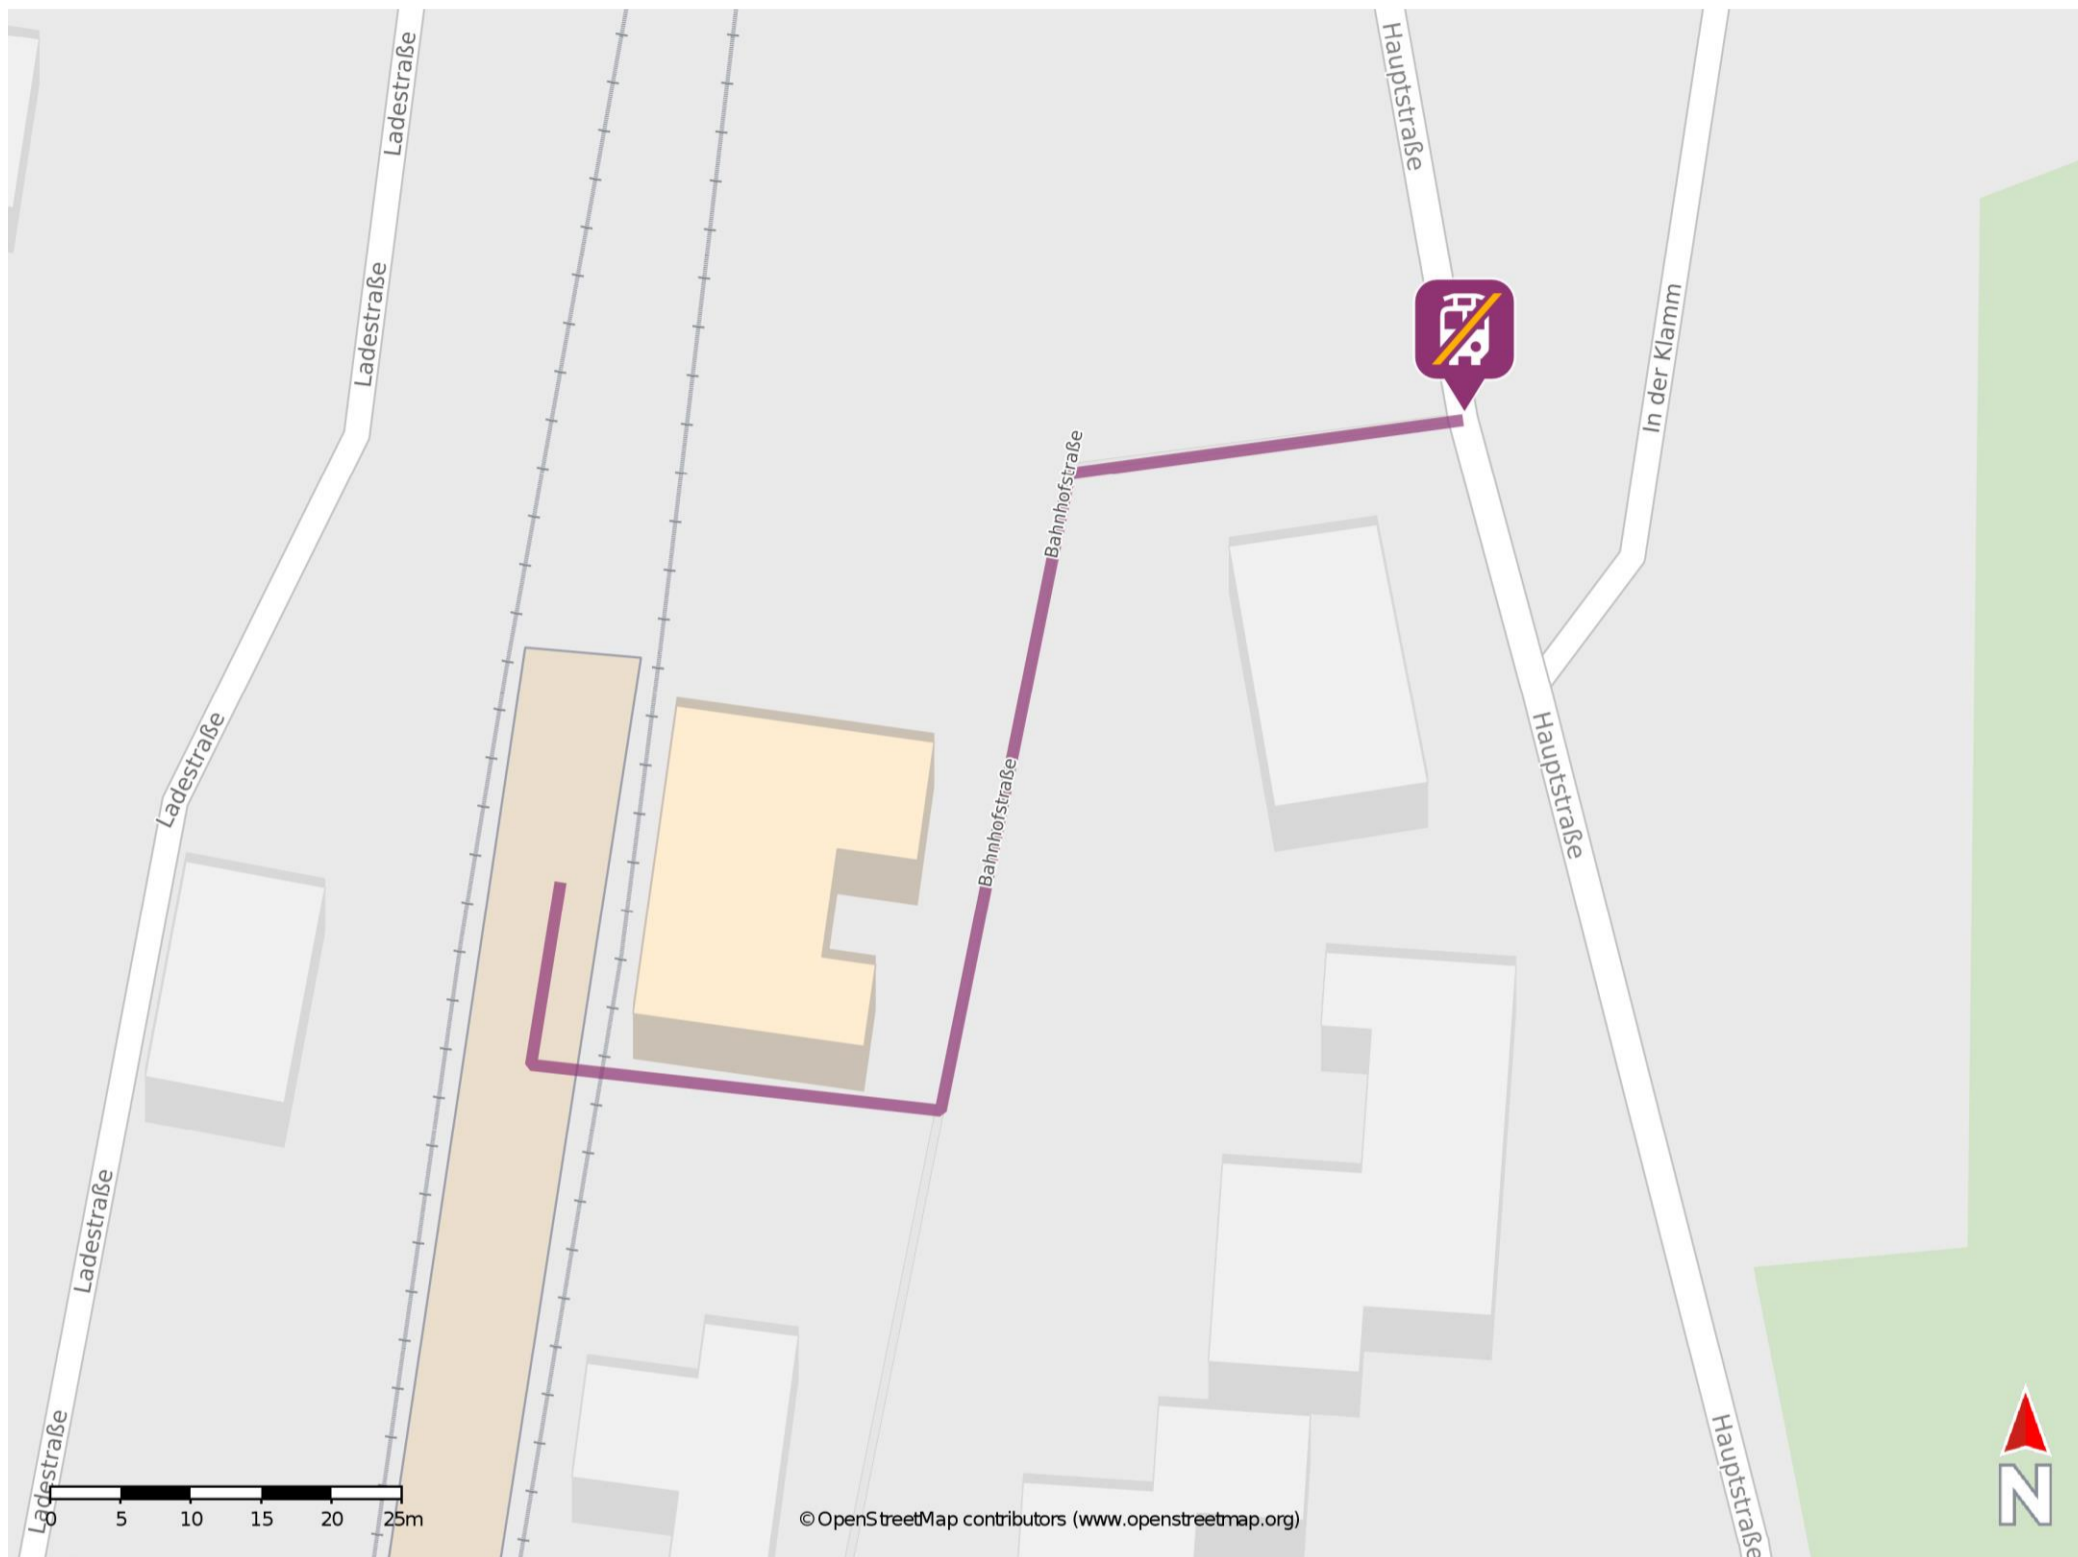 Ladestraße
Hauptstraße
Ladestraße
In der Klamm
Bahnhofstraße
Ladestraße
Hauptstraße
Bahnhofstraße
Ladestraße
Ladestraße
Hauptstraße
0 5 10 15 20 25m
©OpenStreetMap contributors (www.openstreetmap.org)
N